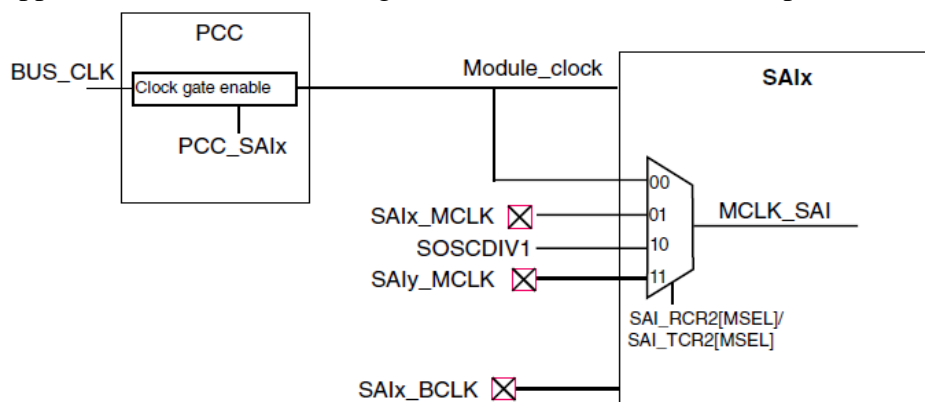 PCC
BUS_CLK
Clock gate enable
PCC_SAIx
Module_clock
SAIx
00
SAIx_MCLK
01
MCLK_SAI
SOSCDIV1
10
SAIy_MCLK
11
SAI_RCR2[MSEL]/
SAI_TCR2[MSEL]
SAIx_BCLK